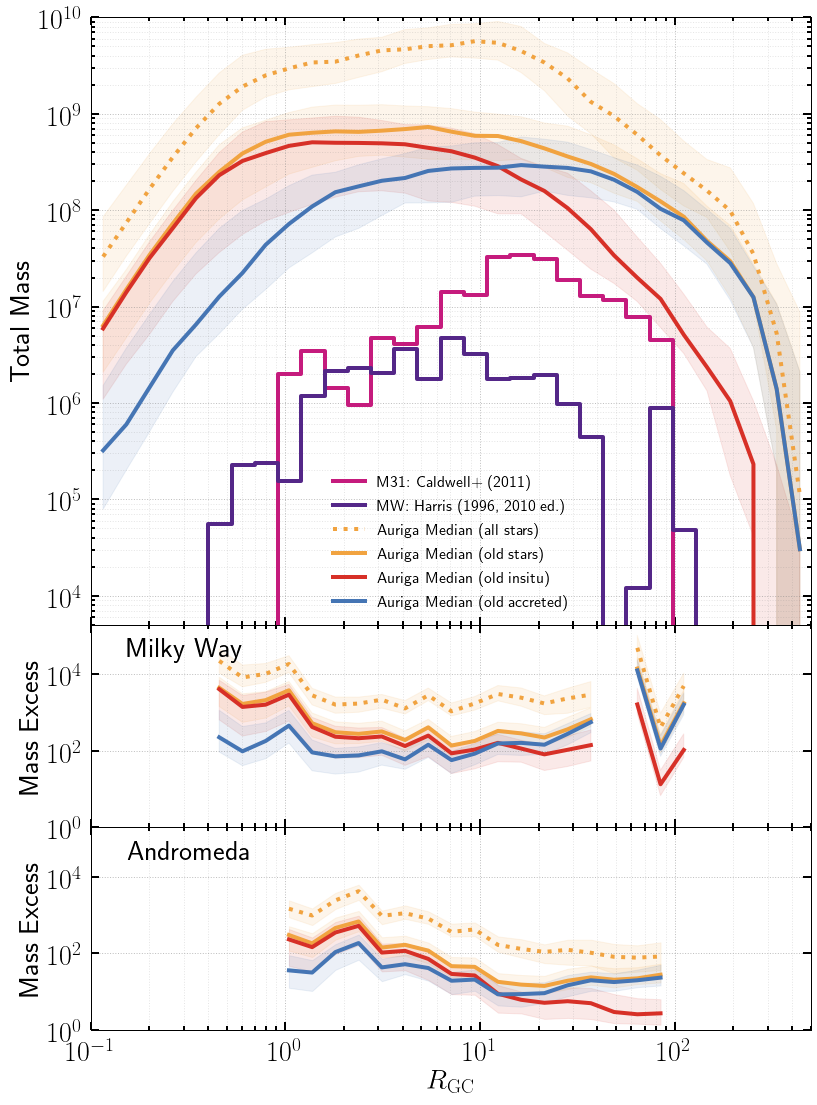 10^10
10^9
10^8
10^7
10^6
10^5
10^4
Total Mass
M31: Caldwell+ (2011)
MW: Harris (1996, 2010 ed.)
Auriga Median (all stars)
Auriga Median (old stars)
Auriga Median (old insitu)
Auriga Median (old accreted)
Milky Way
10^4
10^2
10^0
Mass Excess
Andromeda
10^4
10^2
10^0
Mass Excess
10^-1
10^0
10^1
10^2
R_GC